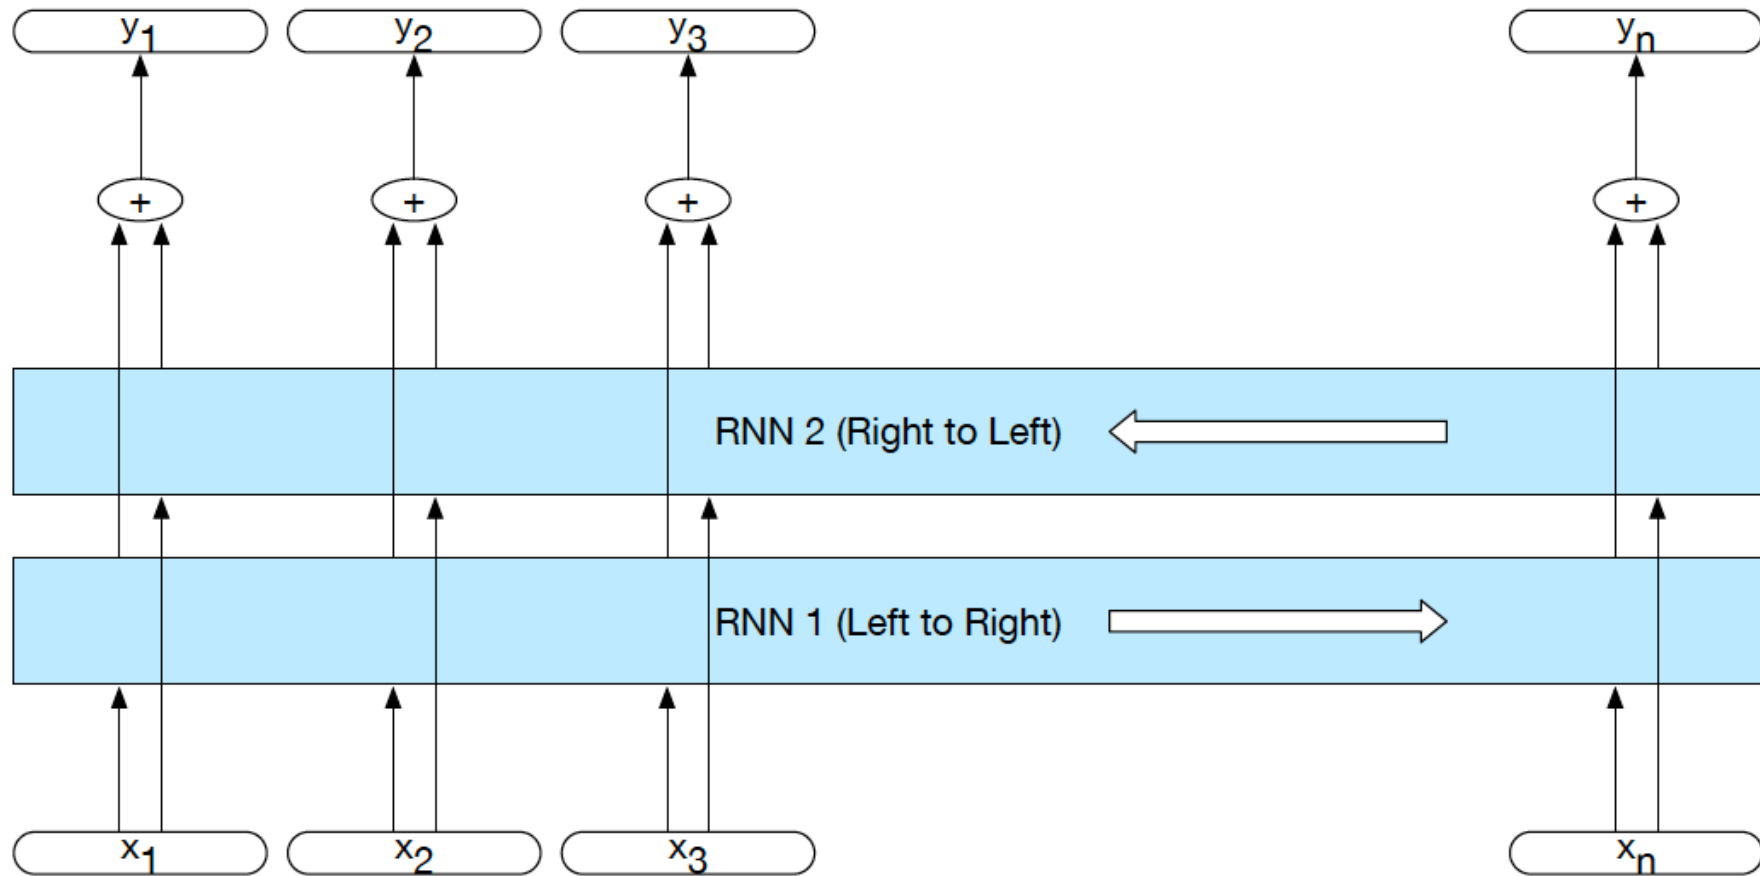 y1 y2 y3 yn
+ + + +
RNN 2 (Right to Left)
RNN 1 (Left to Right)
x1 x2 x3 xn